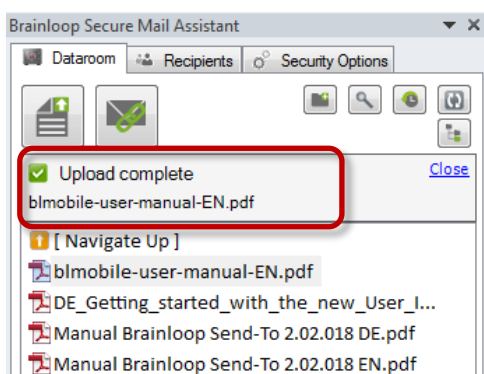 Brainloop Secure Mail Assistant
Dataroom Recipients Security Options
Upload complete Close
blmobile-user-manual-EN.pdf
[ Navigate Up ]
blmobile-user-manual-EN.pdf
DE_Getting_started_with_the_new_User_I...
Manual Brainloop Send-To 2.02.018 DE.pdf
Manual Brainloop Send-To 2.02.018 EN.pdf